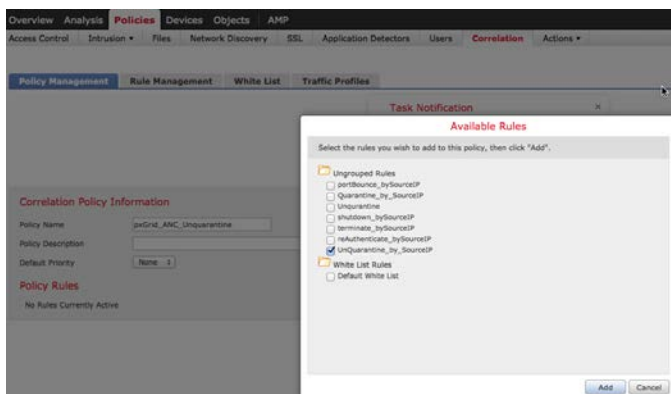 Overview Analysis Policies Devices Objects AMP
Access Control Intrusion Files Network Discovery SSL Application Detectors Users Correlation Actions
Policy Management Rule Management White List Traffic Profiles
Task Notification ×
Available Rules
Select the rules you wish to add to this policy, then click "Add".
Ungrouped Rules
portBounce_bySourceIP
Quarantine_by_SourceIP
Unqurantine
shutdown_bySourceIP
terminate_bySourceIP
reAuthenticate_bySourceIP
UnQuarantine_by_SourceIP
White List Rules
Default White List
Add Cancel
Correlation Policy Information
Policy Name pxGrid_ANC_Unquarantine
Policy Description
Default Priority None
Policy Rules
No Rules Currently Active